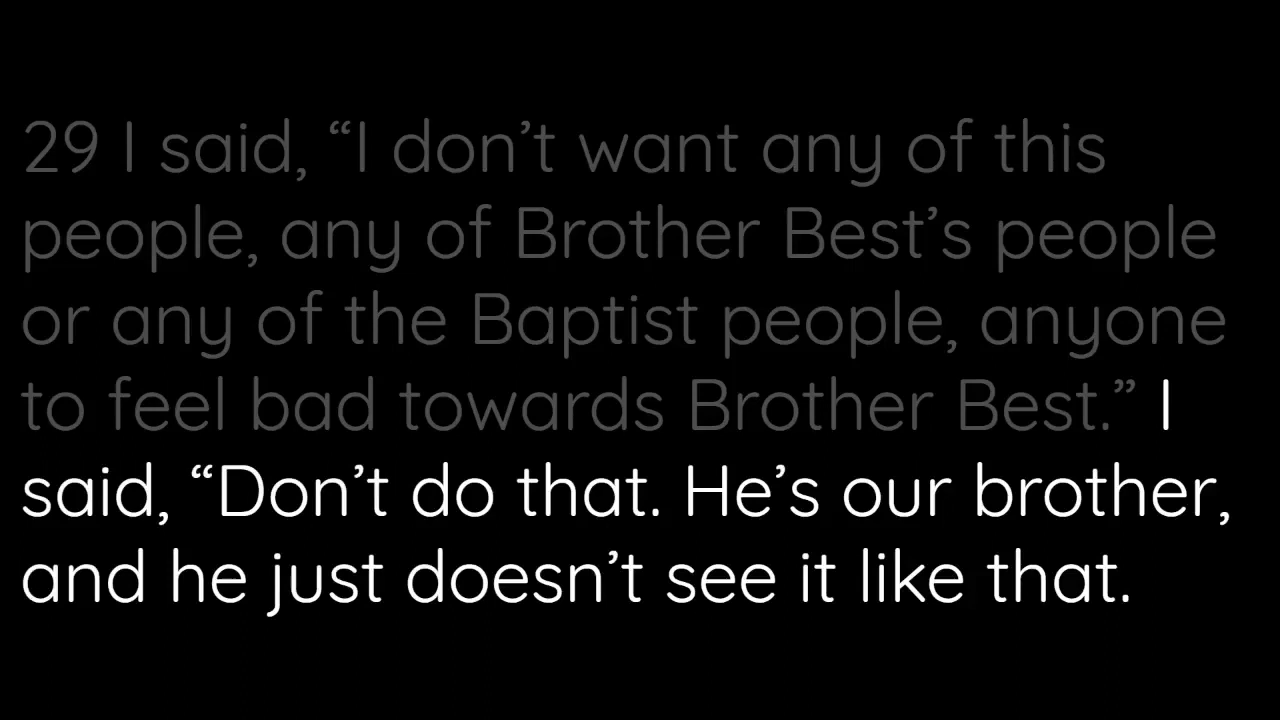 29 I said, “I don’t want any of this
people, any of Brother Best’s people
or any of the Baptist people, anyone
to feel bad towards Brother Best.” I
said, “Don’t do that. He’s our brother,
and he just doesn’t see it like that.